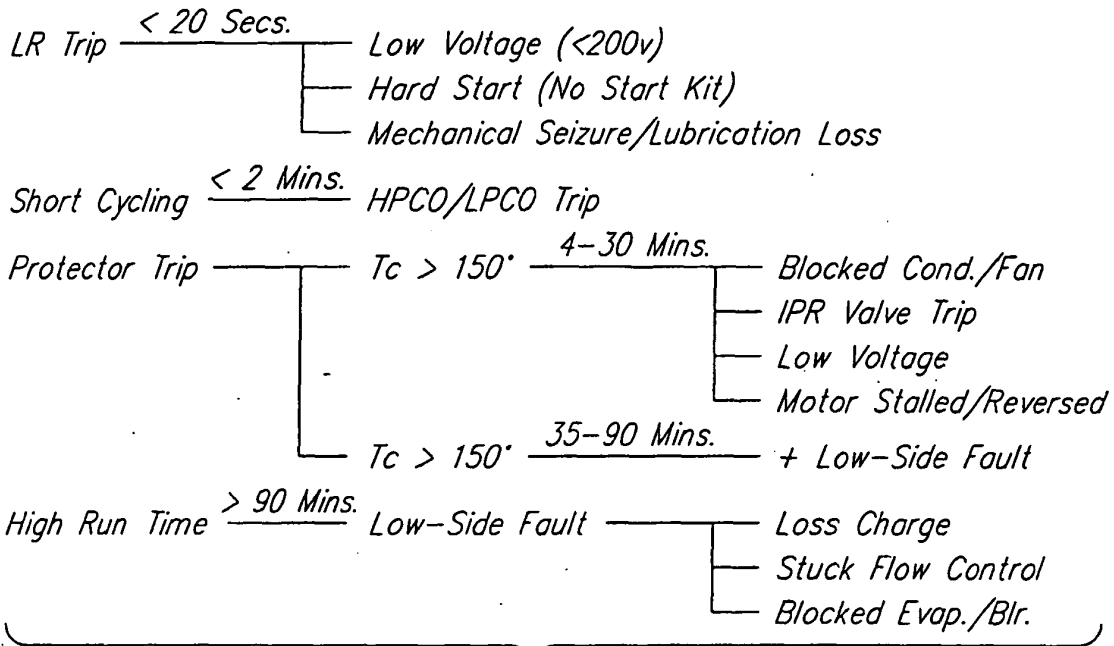 LR Trip < 20 Secs. Low Voltage (<200v)
Hard Start (No Start Kit)
Mechanical Seizure/Lubrication Loss
Short Cycling < 2 Mins. HPCO/LPCO Trip
Protector Trip Tc > 150° 4-30 Mins. Blocked Cond./Fan
IPR Valve Trip
Low Voltage
Motor Stalled/Reversed
Tc > 150° 35-90 Mins. + Low-Side Fault
High Run Time > 90 Mins. Low-Side Fault Loss Charge
Stuck Flow Control
Blocked Evap./Blr.